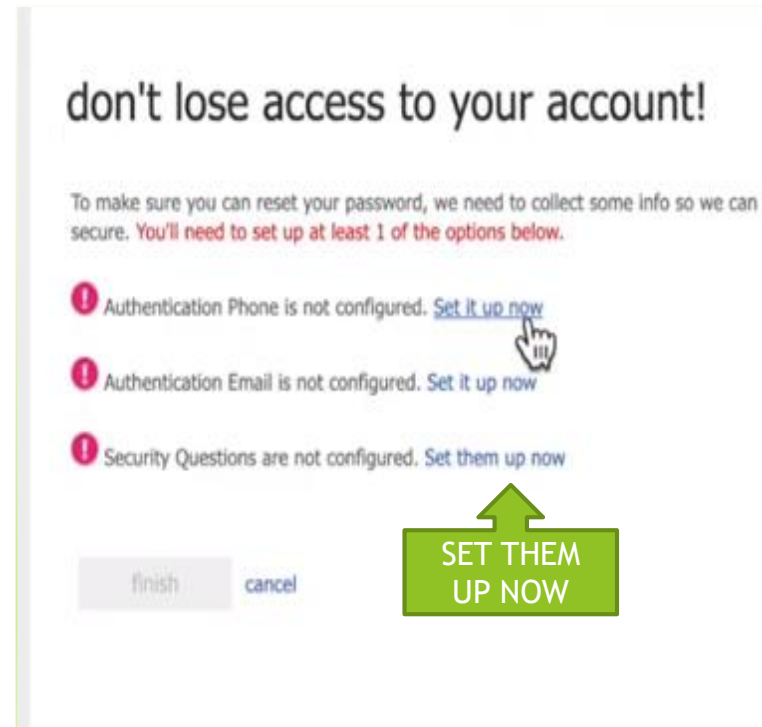 don't lose access to your account!
To make sure you can reset your password, we need to collect some info so we can
secure. You'll need to set up at least 1 of the options below.
Authentication Phone is not configured. Set it up now
Authentication Email is not configured. Set it up now
Security Questions are not configured. Set them up now
SET THEM
UP NOW
finish cancel